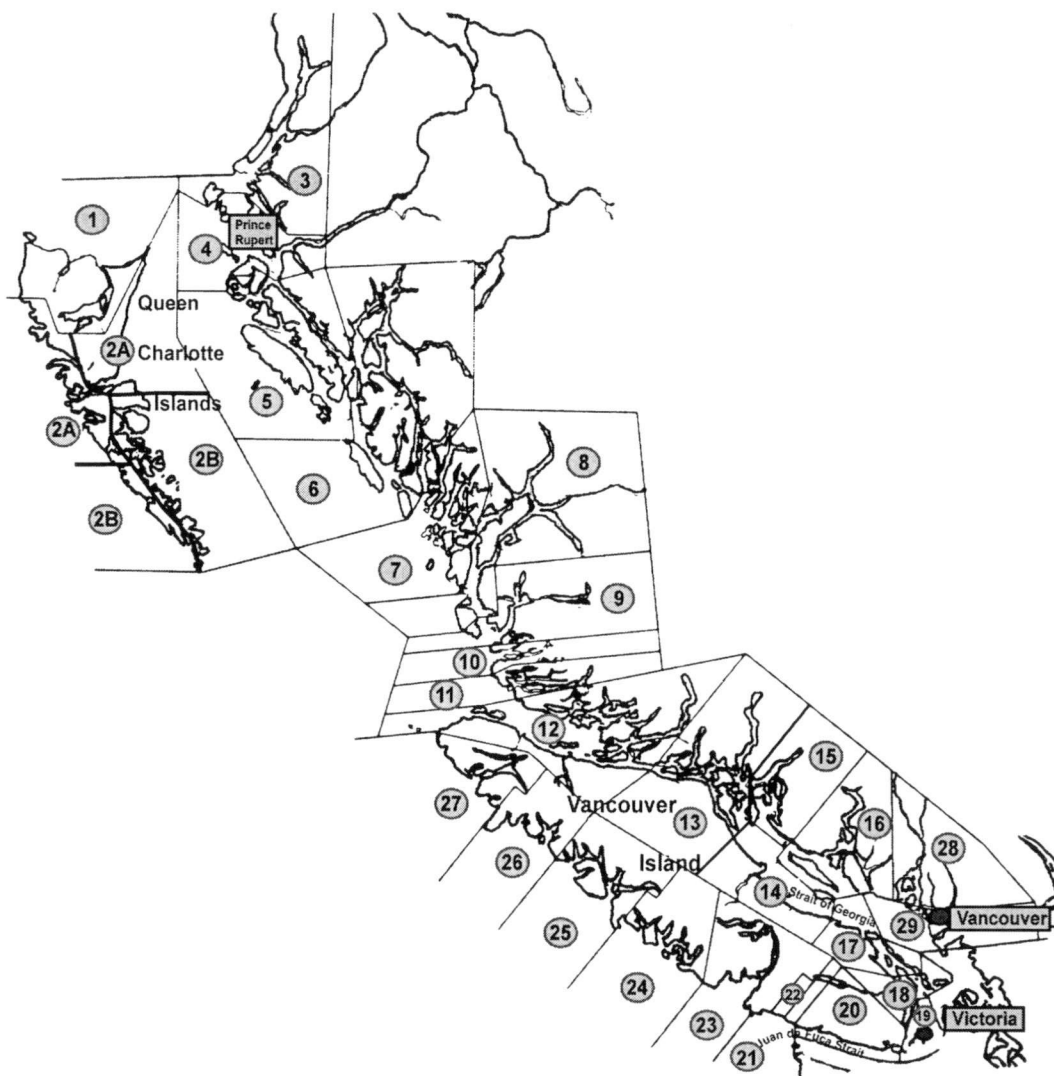 3
1
Prince
Rupert
4
Queen
2A
Charlotte
5
Islands
2A
2B
8
6
2B
7
9
10
11
12
15
27
Vancouver
13
16
26
28
Island
14
Strait of Georgia
29
Vancouver
25
17
24
22
18
20
19
Victoria
23
21
Juan de Fuca Strait